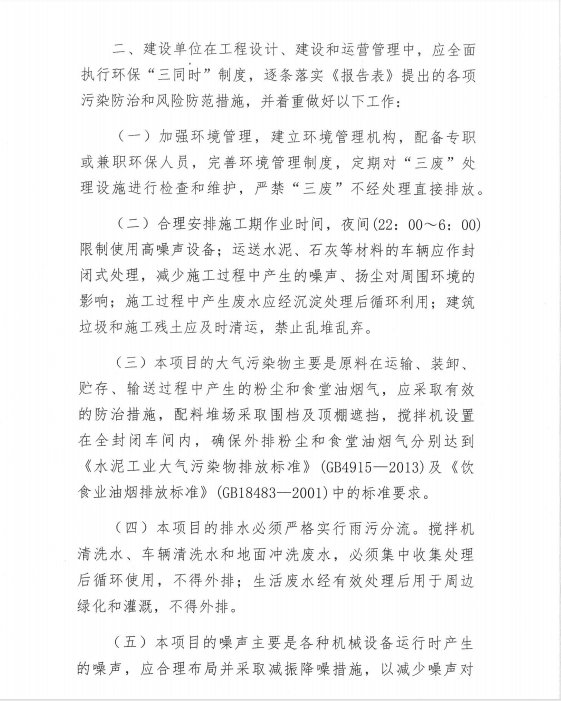 二、建设单位在工程设计、建设和运营管理中，应全面
执行环保“三同时”制度，逐条落实《报告表》提出的各项
污染防治和风险防范措施，并着重做好以下工作：
（一）加强环境管理，建立环境管理机构，配备专职
或兼职环保人员，完善环境管理制度，定期对“三废”处
理设施进行检查和维护，严禁“三废”不经处理直接排放。
（二）合理安排施工期作业时间，夜间(22：00～6：00)
限制使用高噪声设备；运送水泥、石灰等材料的车辆应作封
闭式处理，减少施工过程中产生的噪声、扬尘对周围环境的
影响；施工过程中产生废水应经沉淀处理后循环利用；建筑
垃圾和施工残土应及时清运，禁止乱堆乱弃。
（三）本项目的大气污染物主要是原料在运输、装卸、
贮存、输送过程中产生的粉尘和食堂油烟气，应采取有效
的防治措施，配料堆场采取围档及顶棚遮挡，搅拌机设置
在全封闭车间内，确保外排粉尘和食堂油烟气分别达到
《水泥工业大气污染物排放标准》(GB4915—2013)及《饮
食业油烟排放标准》(GB18483—2001)中的标准要求。
（四）本项目的排水必须严格实行雨污分流。搅拌机
清洗水、车辆清洗水和地面冲洗废水，必须集中收集处理
后循环使用，不得外排；生活废水经有效处理后用于周边
绿化和灌溉，不得外排。
（五）本项目的噪声主要是各种机械设备运行时产生
的噪声，应合理布局并采取减振降噪措施，以减少噪声对